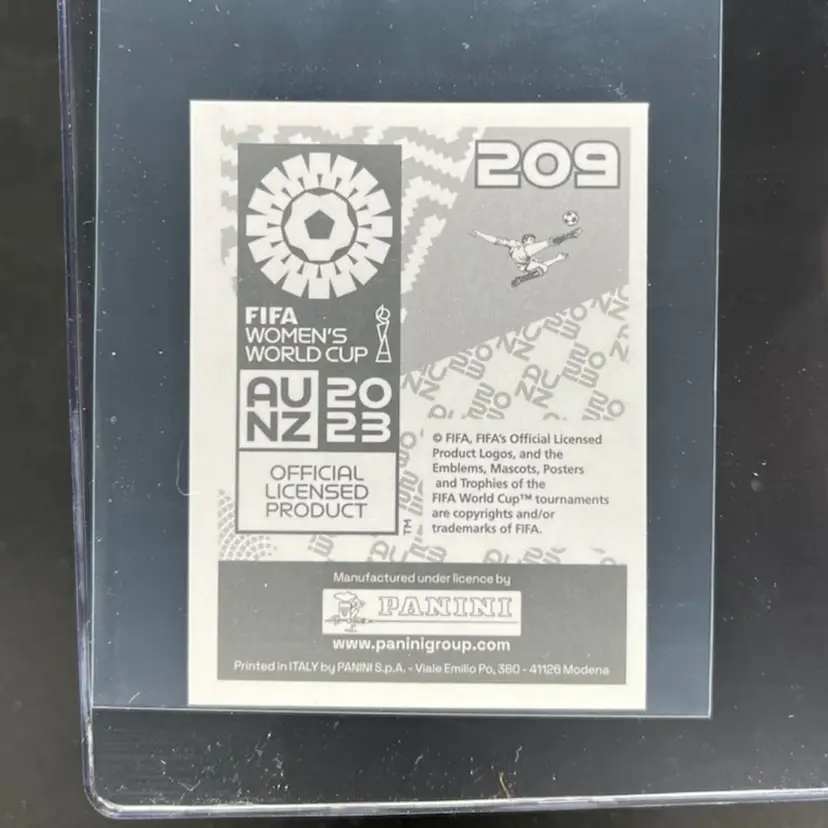 209
FIFA
WOMEN'S
WORLD CUP
AU 20
NZ 23
OFFICIAL
LICENSED
PRODUCT
TM
© FIFA, FIFA's Official Licensed
Product Logos, and the
Emblems, Mascots, Posters
and Trophies of the
FIFA World Cup™ tournaments
are copyrights and/or
trademarks of FIFA.
Manufactured under licence by
PANINI
www.paninigroup.com
Printed in ITALY by PANINI S.p.A. - Viale Emilio Po, 380 - 41126 Modena